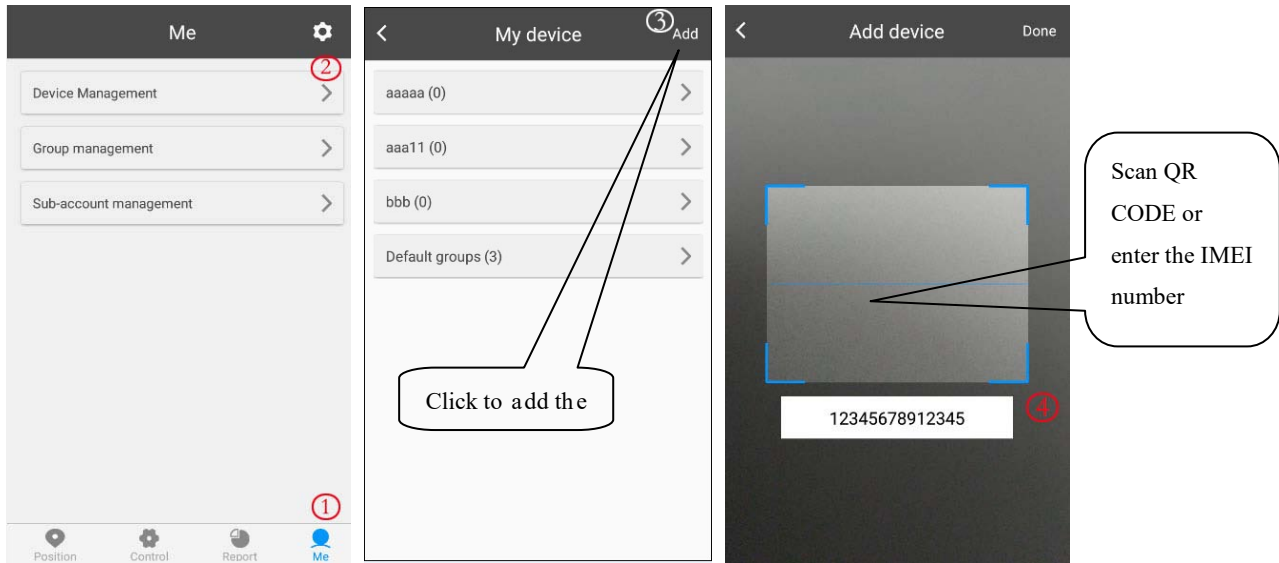 Me
②
Device Management
Group management
Sub-account management
①
Position Control Report Me
My device
③
Add
aaaaa (0)
aaa11 (0)
bbb (0)
Default groups (3)
Click to add the
Add device
Done
12345678912345
④
Scan QR
CODE or
enter the IMEI
number